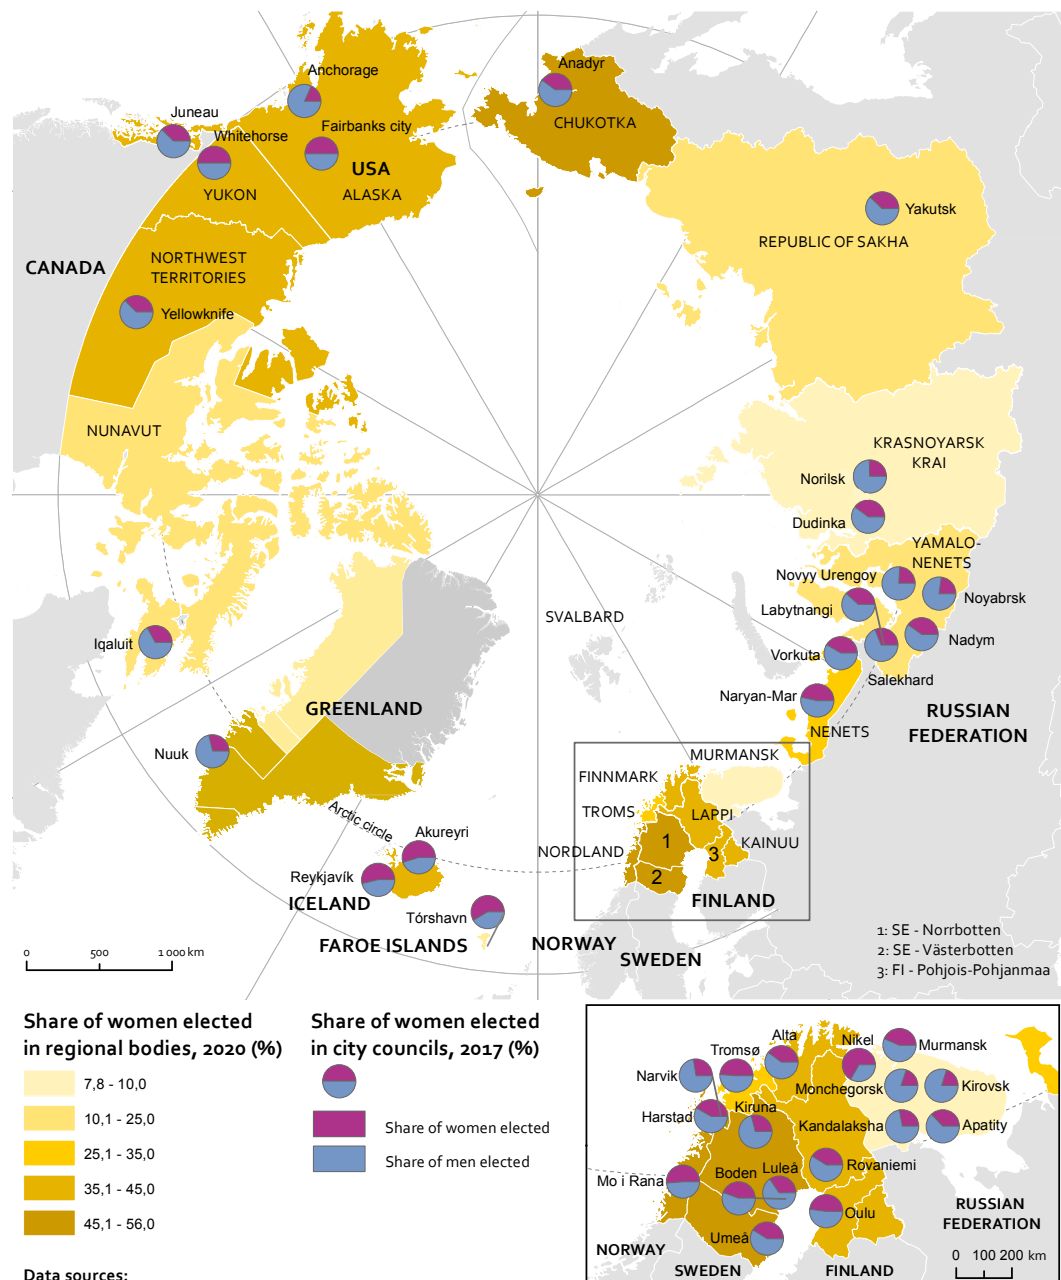 Anchorage
Anadyr
Juneau
Whitehorse
Fairbanks city
CHUKOTKA
USA
YUKON
ALASKA
Yakutsk
REPUBLIC OF SAKHA
CANADA
NORTHWEST
TERRITORIES
Yellowknife
NUNAVUT
KRASNOYARSK
KRAI
Norilsk
Dudinka
YAMALO-
NENETS
Novyy Urengoy
Noyabrsk
Labytnangi
SVALBARD
Iqaluit
Nadym
Vorkuta
Salekhard
Naryan-Mar
GREENLAND
RUSSIAN
FEDERATION
NENETS
Nuuk
MURMANSK
FINNMARK
TROMS
LAPPI
Arctic circle
Akureyri
1
KAINUU
NORDLAND
3
Reykjavík
2
ICELAND
FINLAND
Tórshavn
FAROE ISLANDS
NORWAY
SWEDEN
1: SE - Norrbotten
2: SE - Västerbotten
3: FI - Pohjois-Pohjanmaa
0 500 1 000 km
Share of women elected
in regional bodies, 2020 (%)
7,8 - 10,0
10,1 - 25,0
25,1 - 35,0
35,1 - 45,0
45,1 - 56,0
Share of women elected
in city councils, 2017 (%)
Share of women elected
Share of men elected
Alta
Nikel
Murmansk
Tromsø
Narvik
Monchegorsk
Kirovsk
Harstad
Kiruna
Kandalaksha
Apatity
Boden
Luleå
Rovaniemi
Mo i Rana
Oulu
Umeå
RUSSIAN
FEDERATION
NORWAY
SWEDEN
FINLAND
0 100 200 km
Data sources: